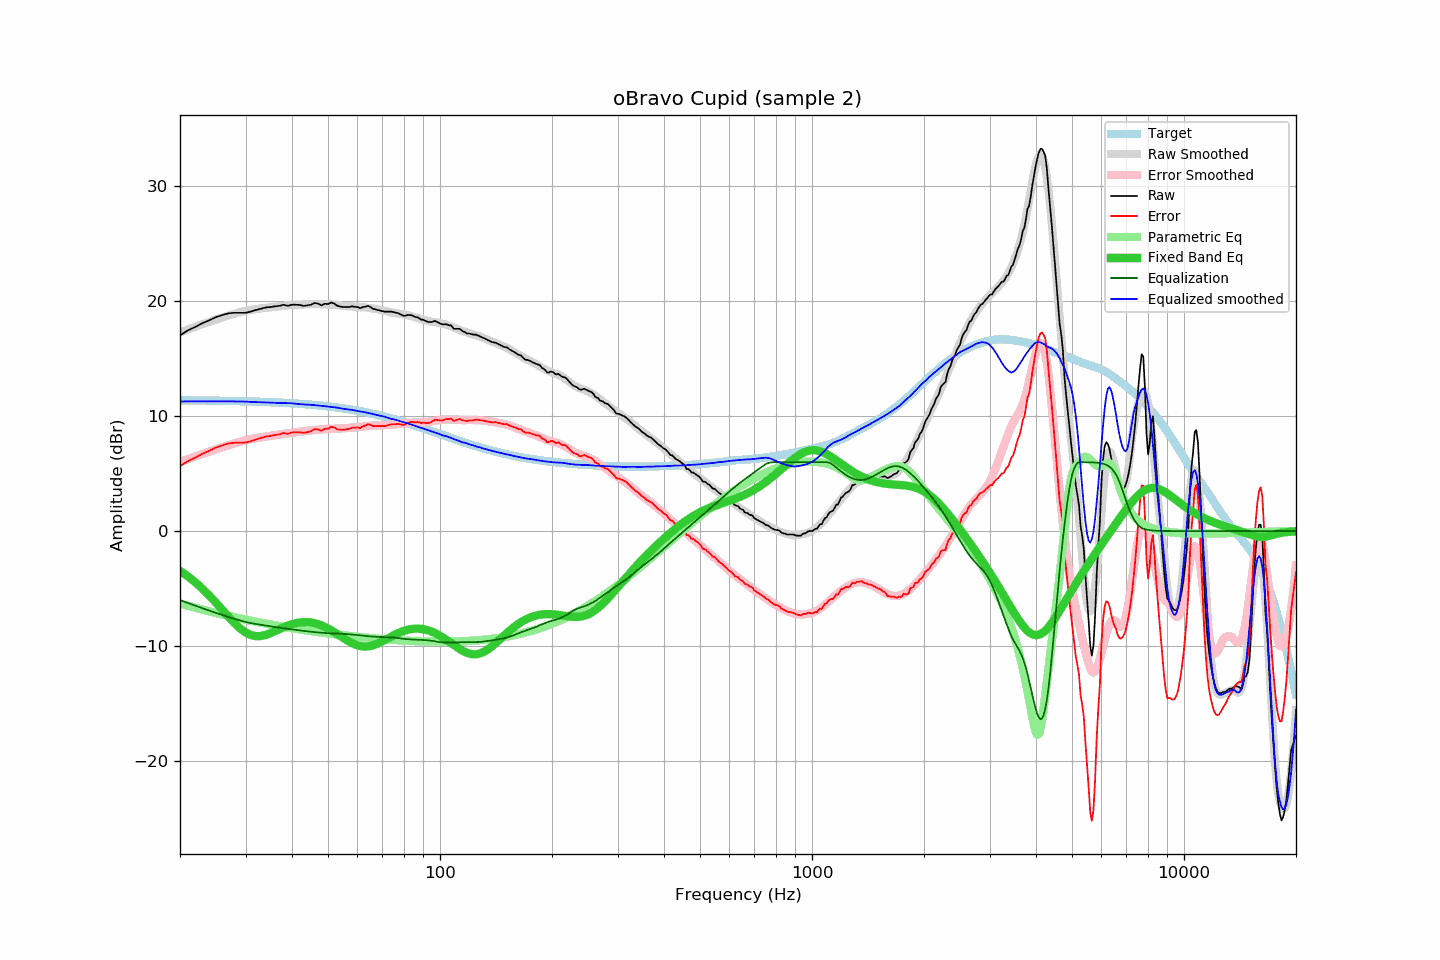 oBravo Cupid (sample 2)
Target
Raw Smoothed
Error Smoothed
Raw
Error
Parametric Eq
Fixed Band Eq
Equalization
Equalized smoothed
30
20
10
0
−10
−20
Amplitude (dBr)
100
1000
10000
Frequency (Hz)